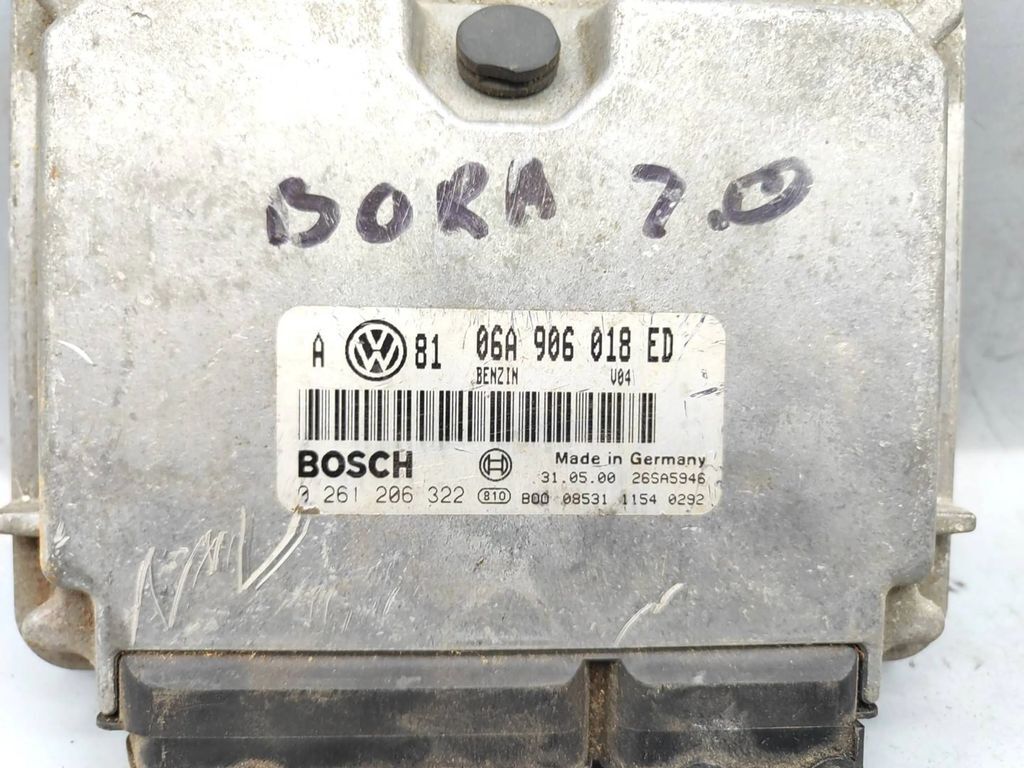 BORA 2.0
A VW 81 06A 906 018 ED
BENZIN V04
BOSCH Made in Germany
31.05.00 26SA5946
0 261 206 322 810 B00 08531 1154 0292